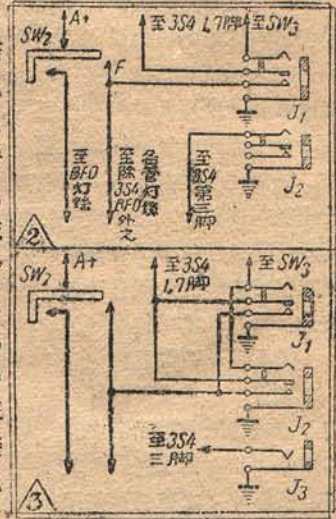 SW₂
A+
至3S4 1,7脚
至SW₃
F
J₁
至BFO灯丝
至除3S4BFO外之
各管灯丝
至3S4第三脚
J₂
2
SW₂
A+
至3S4
1,7脚
至SW₃
J₁
J₂
至3S4
三脚
J₃
3